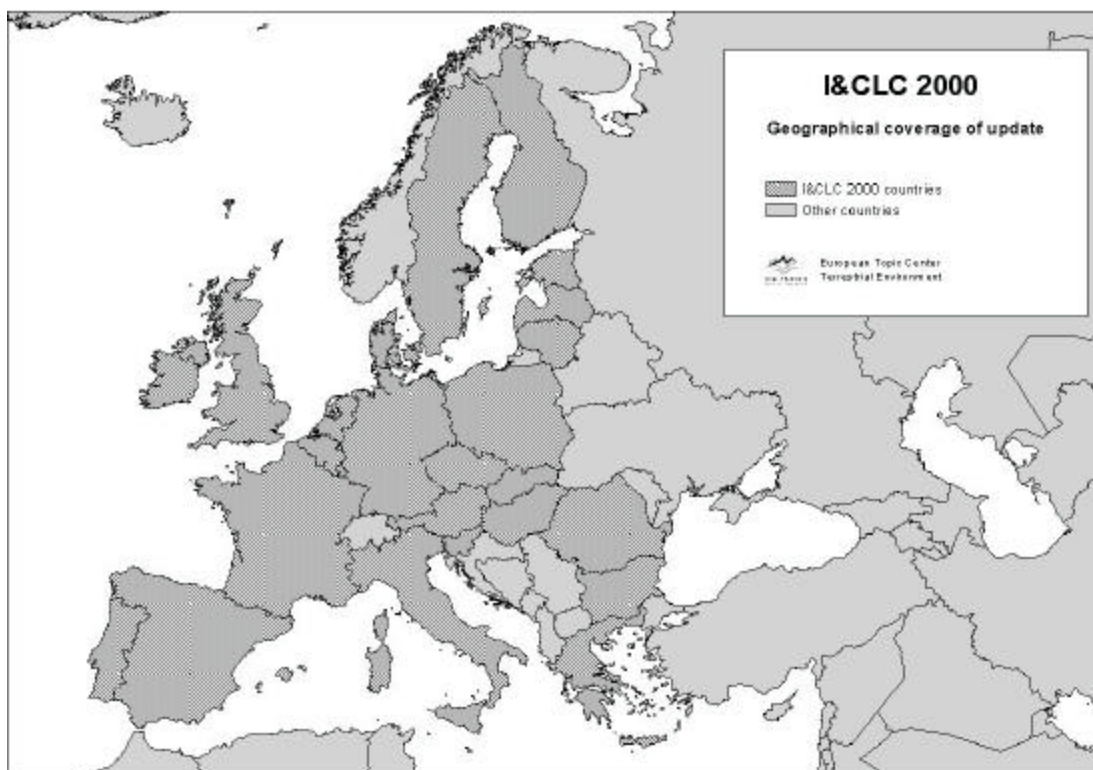 I&CLC 2000
Geographical coverage of update
I&CLC 2000 countries
Other countries
European Topic Center
Terrestrial Environment